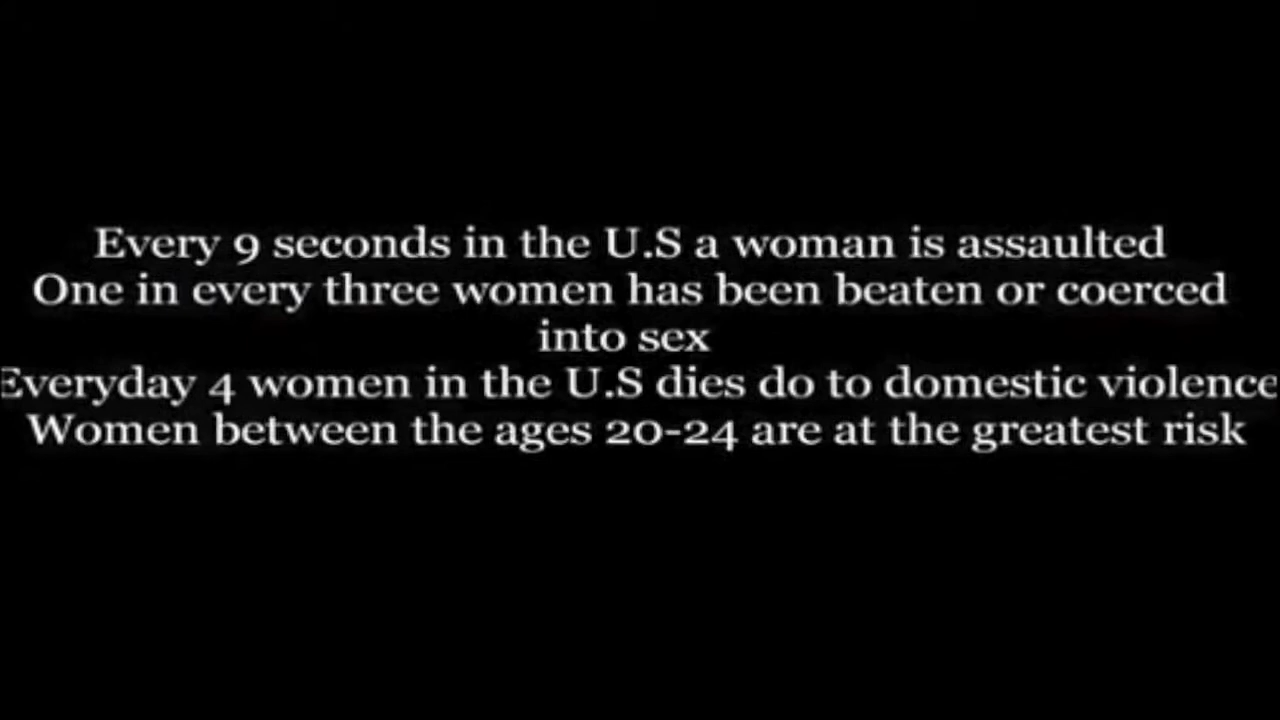 Every 9 seconds in the U.S a woman is assaulted
One in every three women has been beaten or coerced
into sex
Everyday 4 women in the U.S dies do to domestic violence
Women between the ages 20-24 are at the greatest risk